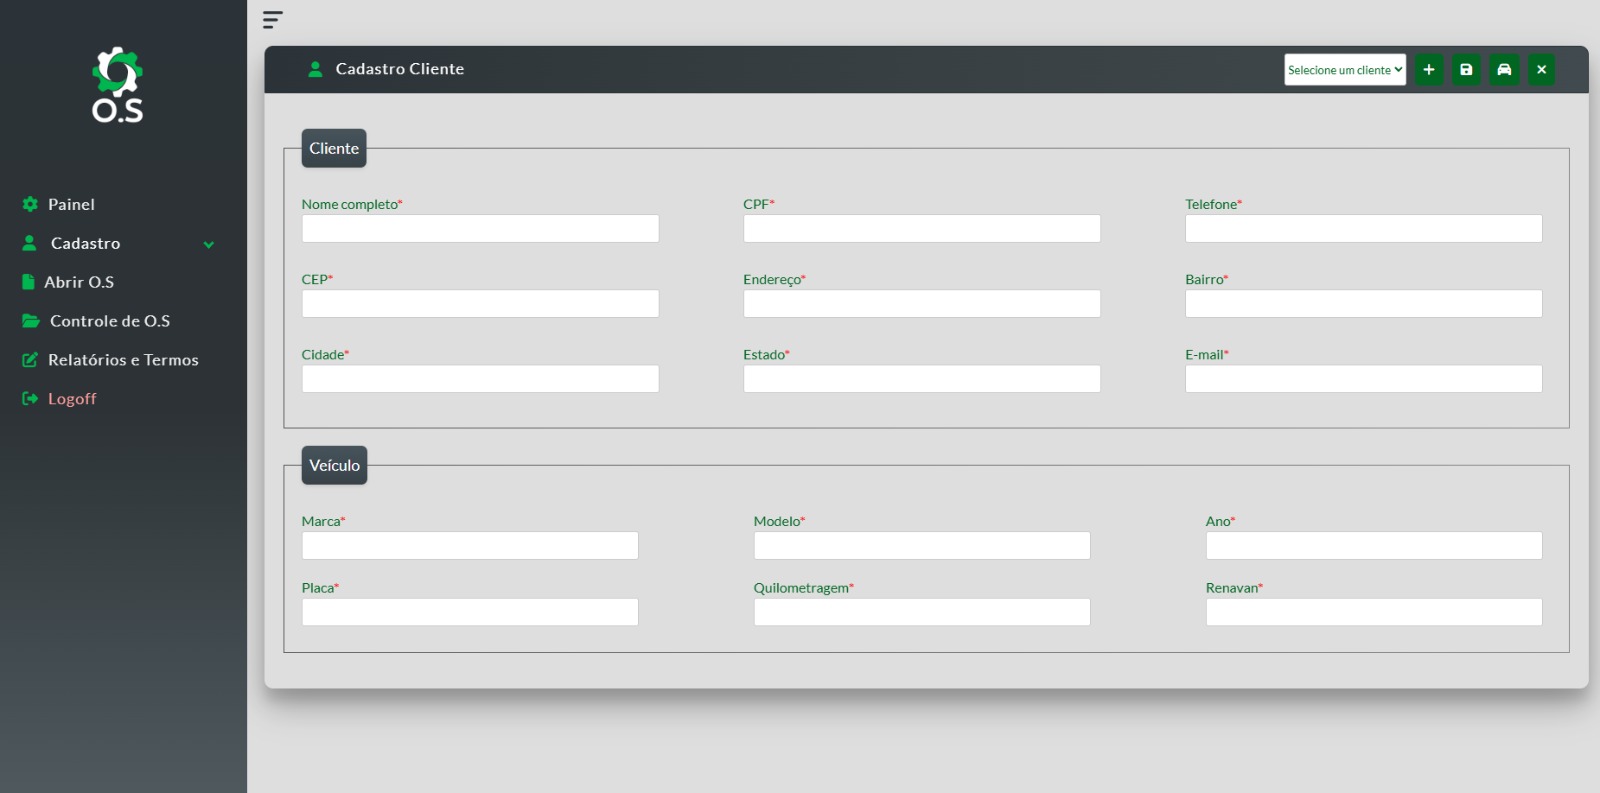 O.S
Painel
Cadastro
Abrir O.S
Controle de O.S
Relatórios e Termos
Logoff
Cadastro Cliente
Selecione um cliente
Cliente
Nome completo* CPF* Telefone*
CEP* Endereço* Bairro*
Cidade* Estado* E-mail*
Veículo
Marca* Modelo* Ano*
Placa* Quilometragem* Renavan*